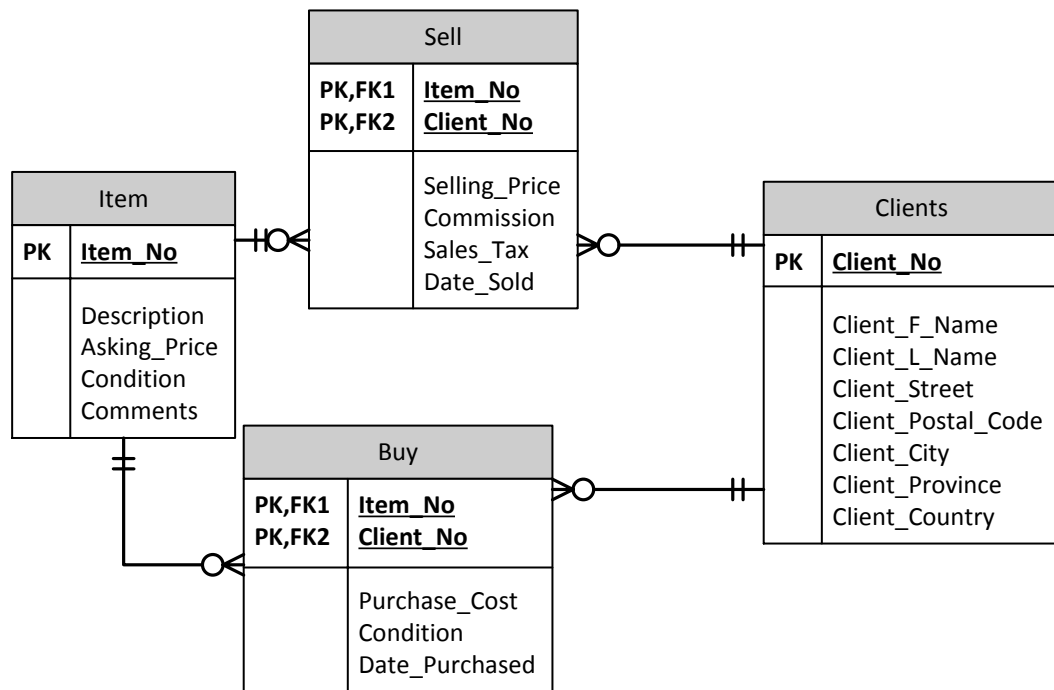 Sell
PK,FK1 Item_No
PK,FK2 Client_No
Selling_Price
Commission
Sales_Tax
Date_Sold
Item
PK Item_No
Description
Asking_Price
Condition
Comments
Clients
PK Client_No
Client_F_Name
Client_L_Name
Client_Street
Client_Postal_Code
Client_City
Client_Province
Client_Country
Buy
PK,FK1 Item_No
PK,FK2 Client_No
Purchase_Cost
Condition
Date_Purchased